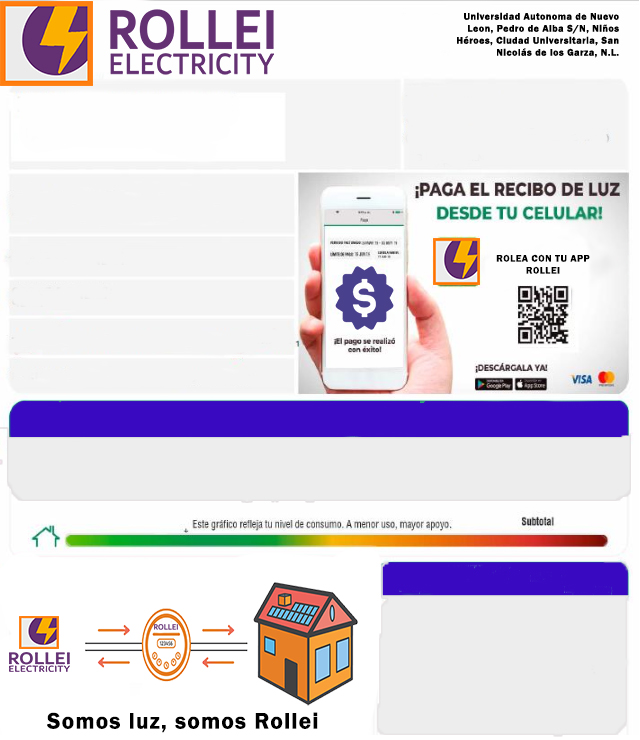 ROLLEI
ELECTRICITY
Universidad Autonoma de Nuevo
Leon, Pedro de Alba S/N, Niños
Héroes, Ciudad Universitaria, San
Nicolás de los Garza, N.L.
¡PAGA EL RECIBO DE LUZ
DESDE TU CELULAR!
ROLEA CON TU APP
ROLLEI
$
¡El pago se realizó
con éxito!
1
¡DESCÁRGALA YA!
Google Play
App Store
VISA
Este gráfico refleja tu nivel de consumo. A menor uso, mayor apoyo.
Subtotal
ROLLEI
123456
ROLLEI
ELECTRICITY
Somos luz, somos Rollei